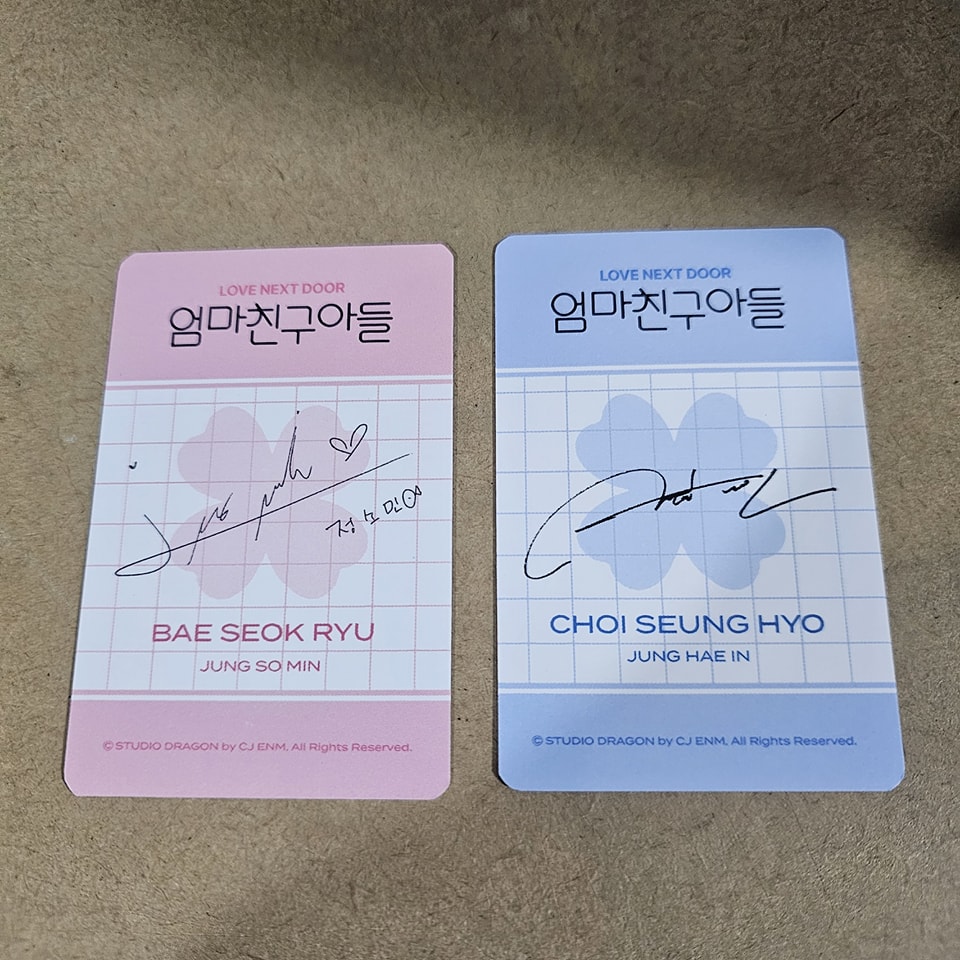 LOVE NEXT DOOR
엄마친구아들
정소민
BAE SEOK RYU
JUNG SO MIN
© STUDIO DRAGON by CJ ENM. All Rights Reserved.
LOVE NEXT DOOR
엄마친구아들
CHOI SEUNG HYO
JUNG HAE IN
© STUDIO DRAGON by CJ ENM. All Rights Reserved.